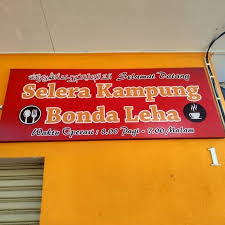 Selamat Datang
Selera Kampung
Bonda Leha
Waktu Operasi : 8.00 Pagi - 7.00 Malam
1